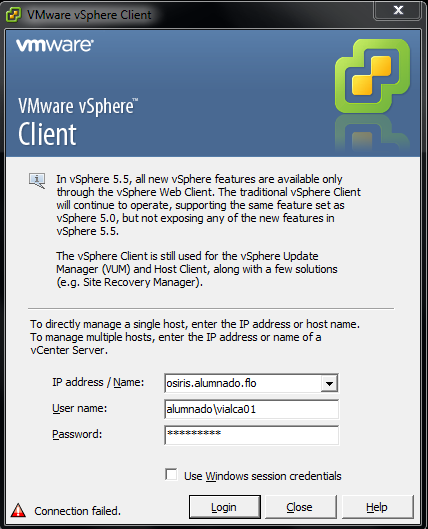 VMware vSphere Client
vmware®
VMware vSphere™
Client
In vSphere 5.5, all new vSphere features are available only
through the vSphere Web Client. The traditional vSphere Client
will continue to operate, supporting the same feature set as
vSphere 5.0, but not exposing any of the new features in
vSphere 5.5.
The vSphere Client is still used for the vSphere Update
Manager (VUM) and Host Client, along with a few solutions
(e.g. Site Recovery Manager).
To directly manage a single host, enter the IP address or host name.
To manage multiple hosts, enter the IP address or name of a
vCenter Server.
IP address / Name: osiris.alumnado.flo
User name: alumnado\vialca01
Password: *********
Use Windows session credentials
Connection failed. Login Close Help